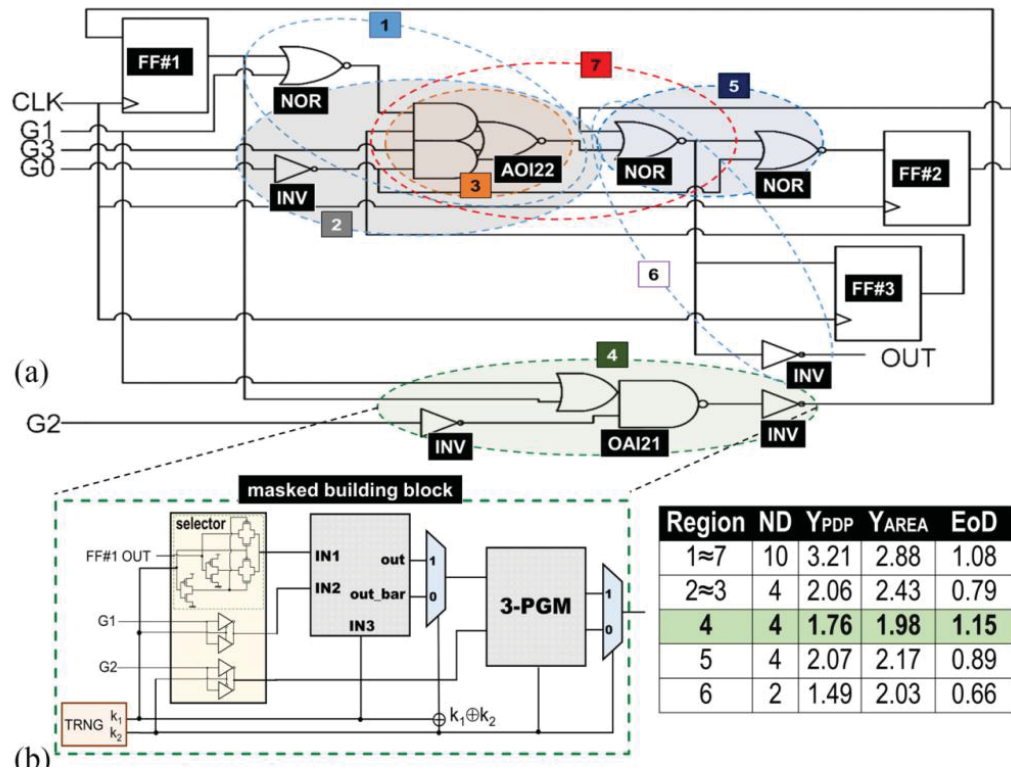 1
FF#1
7
5
CLK
NOR
G1
G3
G0
AOI22
NOR
NOR
FF#2
INV
3
2
6
FF#3
(a)
4
OUT
INV
G2
INV
OAI21
INV
masked building block
selector
FF#1 OUT
IN1
out
1
IN2
out_bar
0
3-PGM
1
0
G1
IN3
G2
TRNG k1
k2
k1⊕k2
(b)
Region ND YPDP YAREA EoD
1≈7 10 3.21 2.88 1.08
2≈3 4 2.06 2.43 0.79
4 4 1.76 1.98 1.15
5 4 2.07 2.17 0.89
6 2 1.49 2.03 0.66